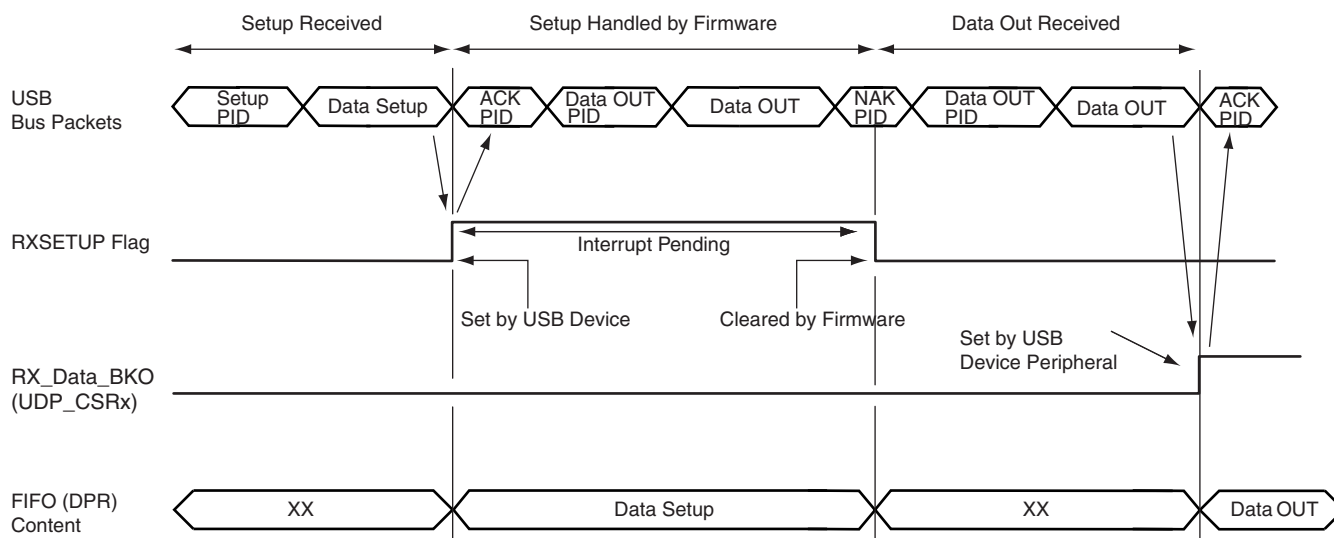 Setup Received
Setup Handled by Firmware
Data Out Received
USB
Bus Packets
Setup
PID
Data Setup
ACK
PID
Data OUT
PID
Data OUT
NAK
PID
Data OUT
PID
Data OUT
ACK
PID
RXSETUP Flag
Interrupt Pending
Set by USB Device
Cleared by Firmware
Set by USB
Device Peripheral
RX_Data_BKO
(UDP_CSRx)
FIFO (DPR)
Content
XX
Data Setup
XX
Data OUT